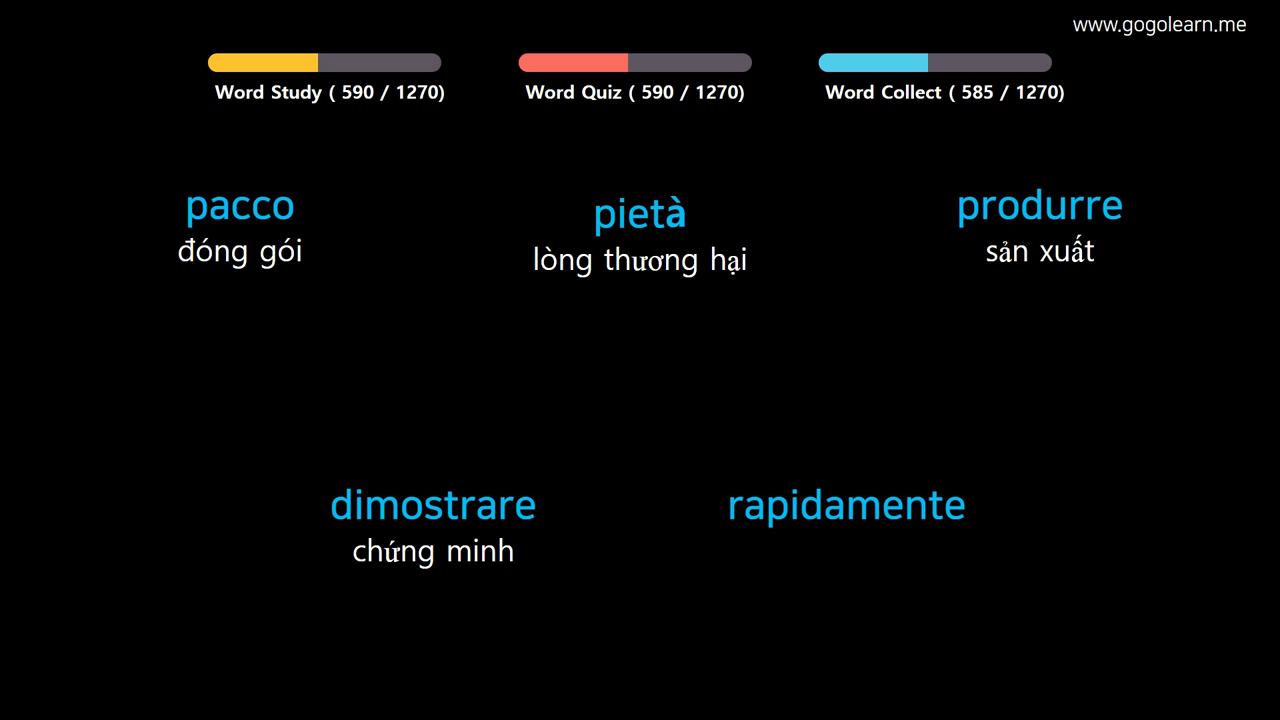 www.gogolearn.me
Word Study ( 590 / 1270)
Word Quiz ( 590 / 1270)
Word Collect ( 585 / 1270)
pacco
đóng gói
pietà
lòng thương hại
produrre
sản xuất
dimostrare
chứng minh
rapidamente